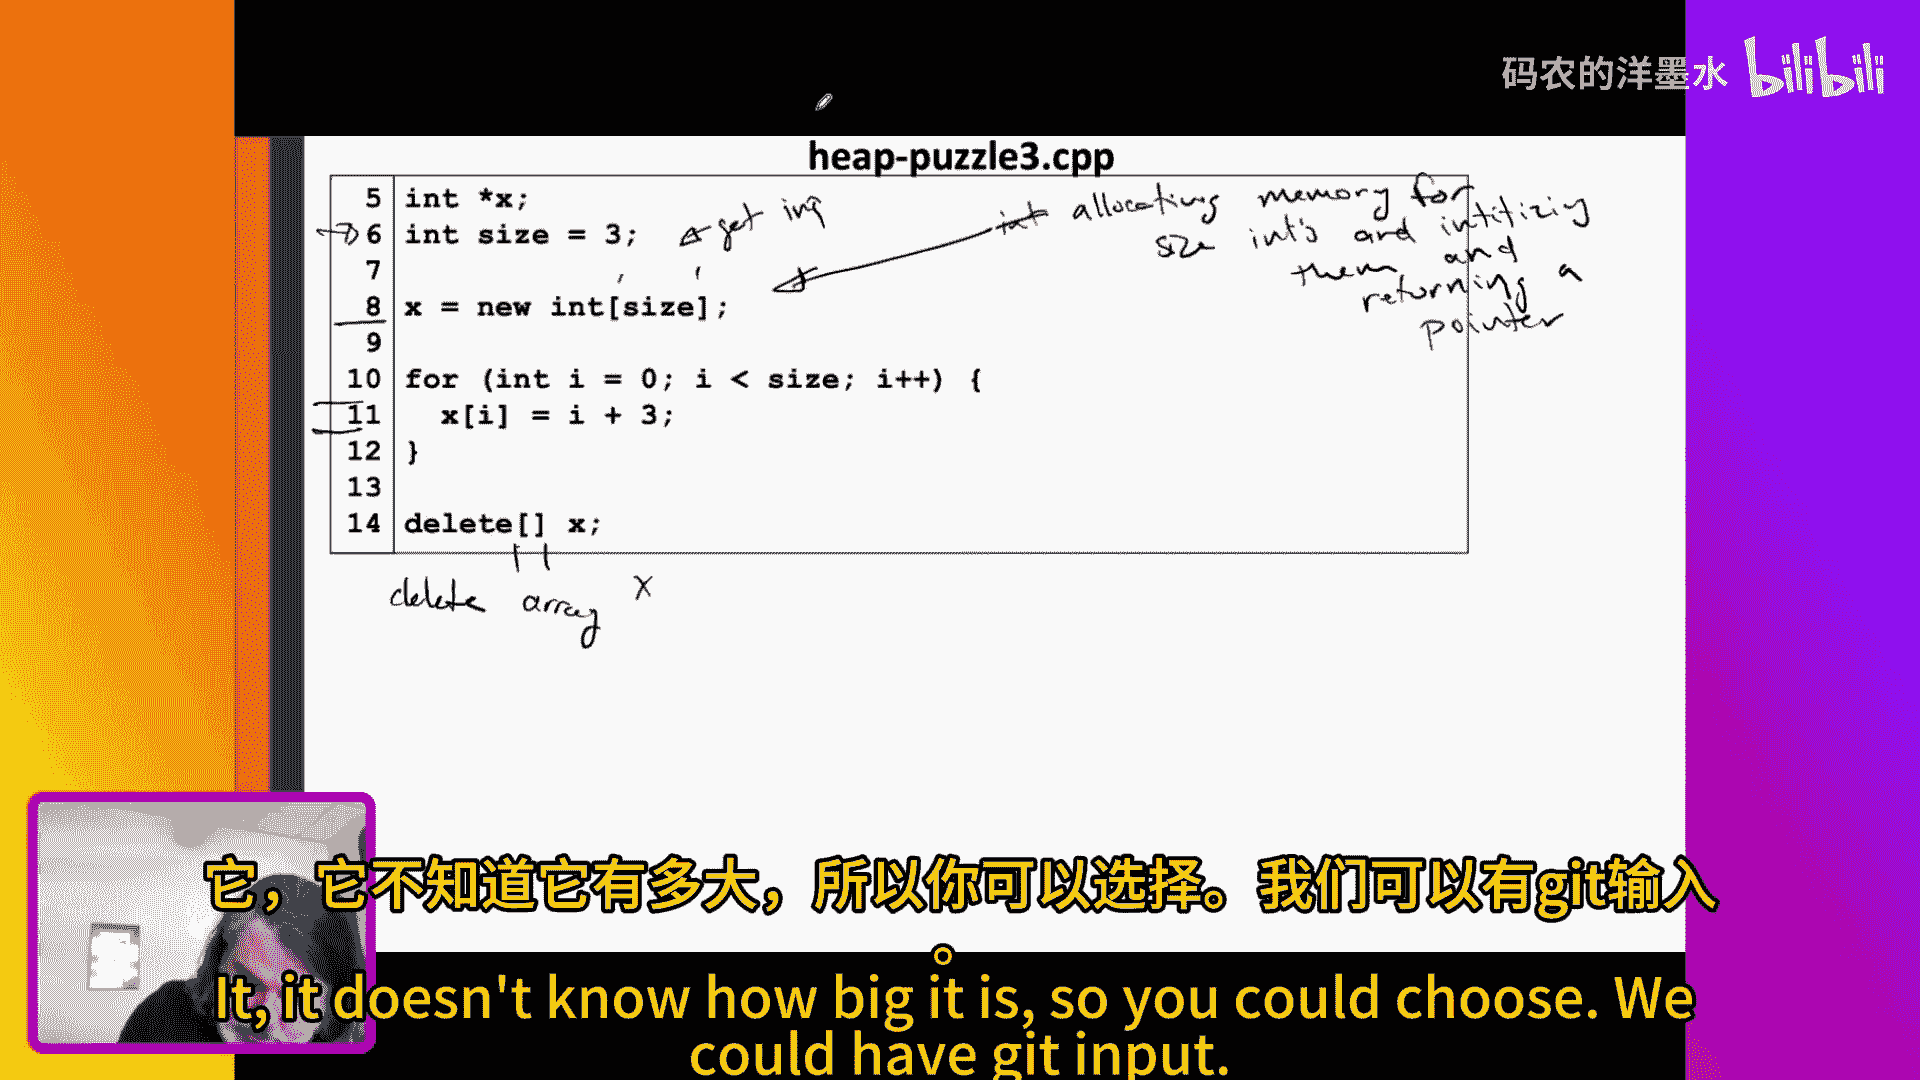 码农的洋墨水 bilibili
heap-puzzle3.cpp
5 int *x;
6 int size = 3;
7
8 x = new int[size];
9
10 for (int i = 0; i < size; i++) {
11 x[i] = i + 3;
12 }
13
14 delete[] x;
get inp
int allocating memory for
size int's and intitiziny
them and
returning a
pointer
delete array x
它，它不知道它有多大，所以你可以选择。我们可以有git输入
。
It, it doesn't know how big it is, so you could choose. We
could have git input.